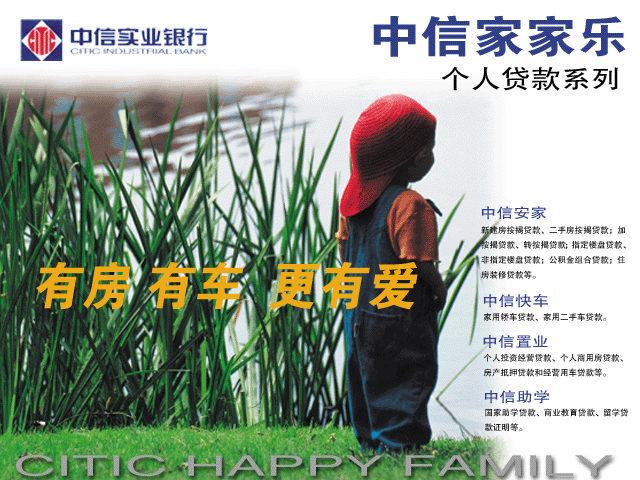 中信实业银行
CITIC INDUSTRIAL BANK
中信家家乐
个人贷款系列
中信安家
新建房按揭贷款、二手房按揭贷款；加
按揭贷款、转按揭贷款；指定楼盘贷款、
非指定楼盘贷款；公积金组合贷款；住
房装修贷款等。
有房 有车 更有爱
中信快车
家用轿车贷款、家用二手车贷款。
中信置业
个人投资经营贷款、个人商用房贷款、
房产抵押贷款和经营用车贷款等。
中信助学
国家助学贷款、商业教育贷款、留学贷
款证明等。
CITIC HAPPY FAMILY